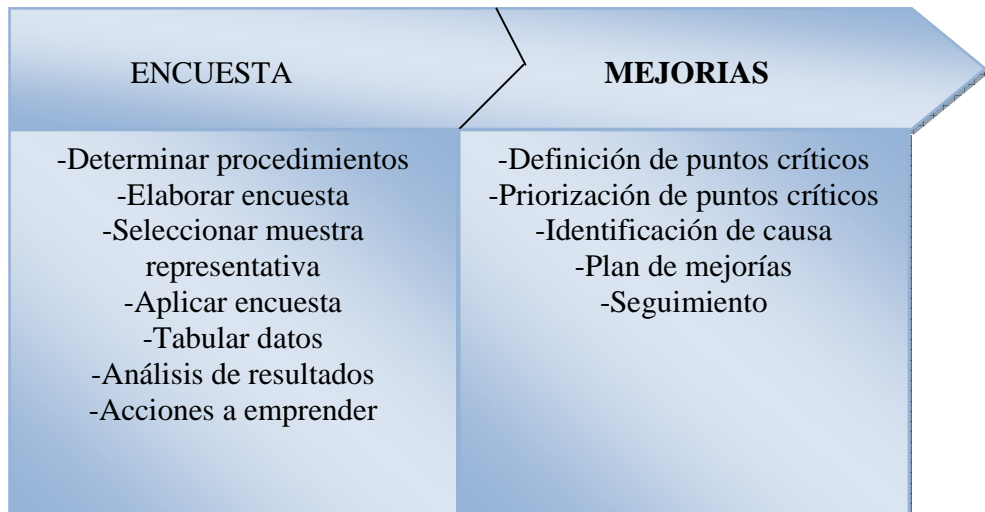 ENCUESTA
MEJORIAS
-Determinar procedimientos
-Elaborar encuesta
-Seleccionar muestra
representativa
-Aplicar encuesta
-Tabular datos
-Análisis de resultados
-Acciones a emprender
-Definición de puntos críticos
-Priorización de puntos críticos
-Identificación de causa
-Plan de mejorías
-Seguimiento